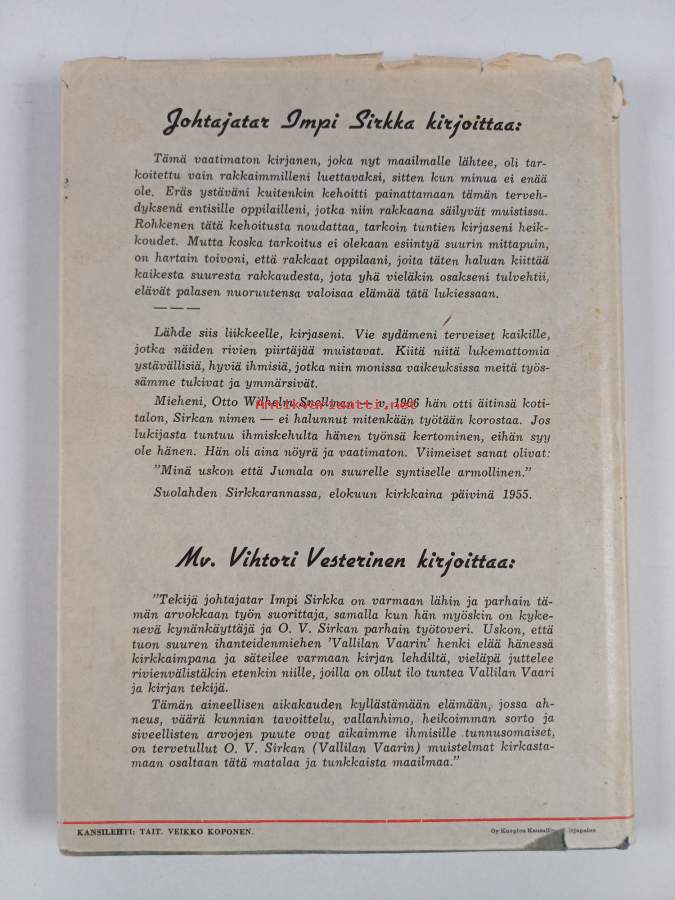 Johtajatar Impi Sirkka kirjoittaa:
Tämä vaatimaton kirjanen, joka nyt maailmalle lähtee, oli tar-
koitettu vain rakkaimmilleni luettavaksi, sitten kun minua ei enää
ole. Eräs ystäväni kuitenkin kehoitti painattamaan tämän terveh-
dyksenä entisille oppilailleni, jotka niin rakkaana säilyvät muistissa.
Rohkenen tätä kehoitusta noudattaa, tarkoin tuntien kirjaseni heik-
koudet. Mutta koska tarkoitus ei olekaan esiintyä suurin mittapuin,
on hartain toivoni, että rakkaat oppilaani, joita täten haluan kiittää
kaikesta suuresta rakkaudesta, jota yhä vieläkin osakseni tulvehtii,
elävät palasen nuoruutensa valoisaa elämää tätä lukiessaan.
— — —
Lähde siis liikkeelle, kirjaseni. Vie sydämeni terveiset kaikille,
jotka näiden rivien piirtäjää muistavat. Kiitä niitä lukemattomia
ystävällisiä, hyviä ihmisiä, jotka niin monissa vaikeuksissa meitä työs-
sämme tukivat ja ymmärsivät.
Mieheni, Otto Wilhelm Snellman — v. 1906 hän otti äitinsä koti-
talon, Sirkan nimen — ei halunnut mitenkään työtään korostaa. Jos
lukijasta tuntuu ihmiskehulta hänen työnsä kertominen, eihän syy
ole hänen. Hän oli aina nöyrä ja vaatimaton. Viimeiset sanat olivat:
"Minä uskon että Jumala on suurelle syntiselle armollinen."
Suolahden Sirkkarannassa, elokuun kirkkaina päivinä 1955.
Mv. Vihtori Vesterinen kirjoittaa:
"Tekijä johtajatar Impi Sirkka on varmaan lähin ja parhain tä-
män arvokkaan työn suorittaja, samalla kun hän myöskin on kyke-
nevä kynänkäyttäjä ja O. V. Sirkan parhain työtoveri. Uskon, että
tuon suuren ihanteidenmiehen 'Vallilan Vaarin' henki elää hänessä
kirkkaimpana ja säteilee varmaan kirjan lehdiltä, vieläpä juttelee
rivienvälistäkin etenkin niille, joilla on ollut ilo tuntea Vallilan Vaari
ja kirjan tekijä.
Tämän aineellisen aikakauden kyllästämään elämään, jossa ah-
neus, väärä kunnian tavoittelu, vallanhimo, heikoimman sorto ja
siveellisten arvojen puute ovat aikaimme ihmisille tunnusomaiset,
on tervetullut O. V. Sirkan (Vallilan Vaarin) muistelmat kirkasta-
maan osaltaan tätä matalaa ja tunkkaista maailmaa."
KANSILEHTI: TAIT. VEIKKO KOPONEN.
Oy Kuopion
Antikvariaatti.net